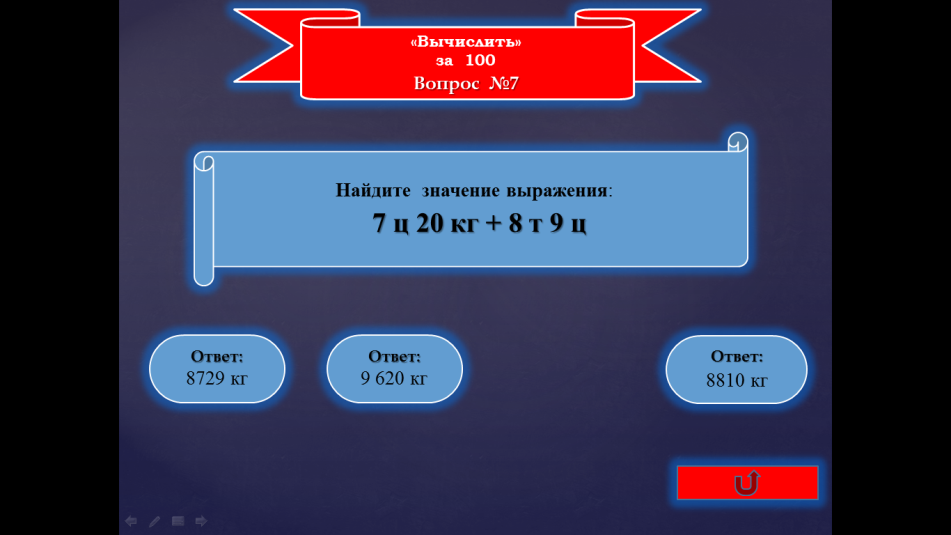 «Вычислить»
за 100
Вопрос №7
Найдите значение выражения:
7 ц 20 кг + 8 т 9 ц
Ответ:
8729 кг
Ответ:
9 620 кг
Ответ:
8810 кг